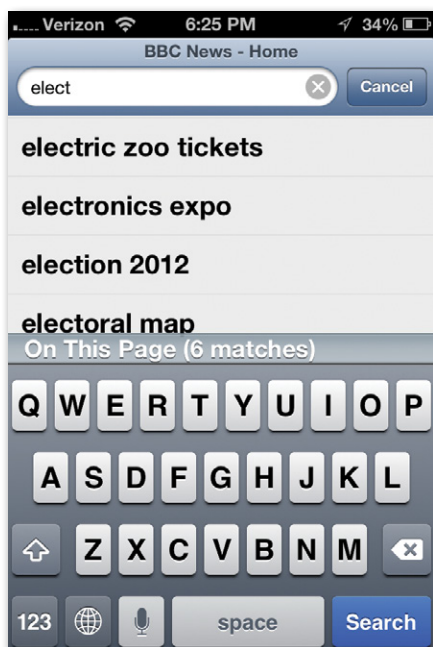 Verizon 6:25 PM 34%
BBC News - Home
elect Cancel
electric zoo tickets
electronics expo
election 2012
electoral map
On This Page (6 matches)
Q W E R T Y U I O P
A S D F G H J K L
Z X C V B N M
123 space Search